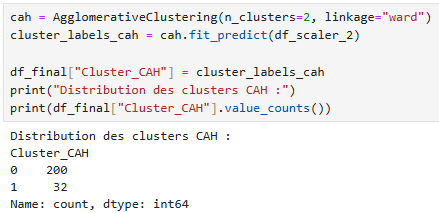 cah = AgglomerativeClustering(n_clusters=2, linkage="ward")
cluster_labels_cah = cah.fit_predict(df_scaler_2)
df_final["Cluster_CAH"] = cluster_labels_cah
print("Distribution des clusters CAH :")
print(df_final["Cluster_CAH"].value_counts())
Distribution des clusters CAH :
Cluster_CAH
0    200
1     32
Name: count, dtype: int64